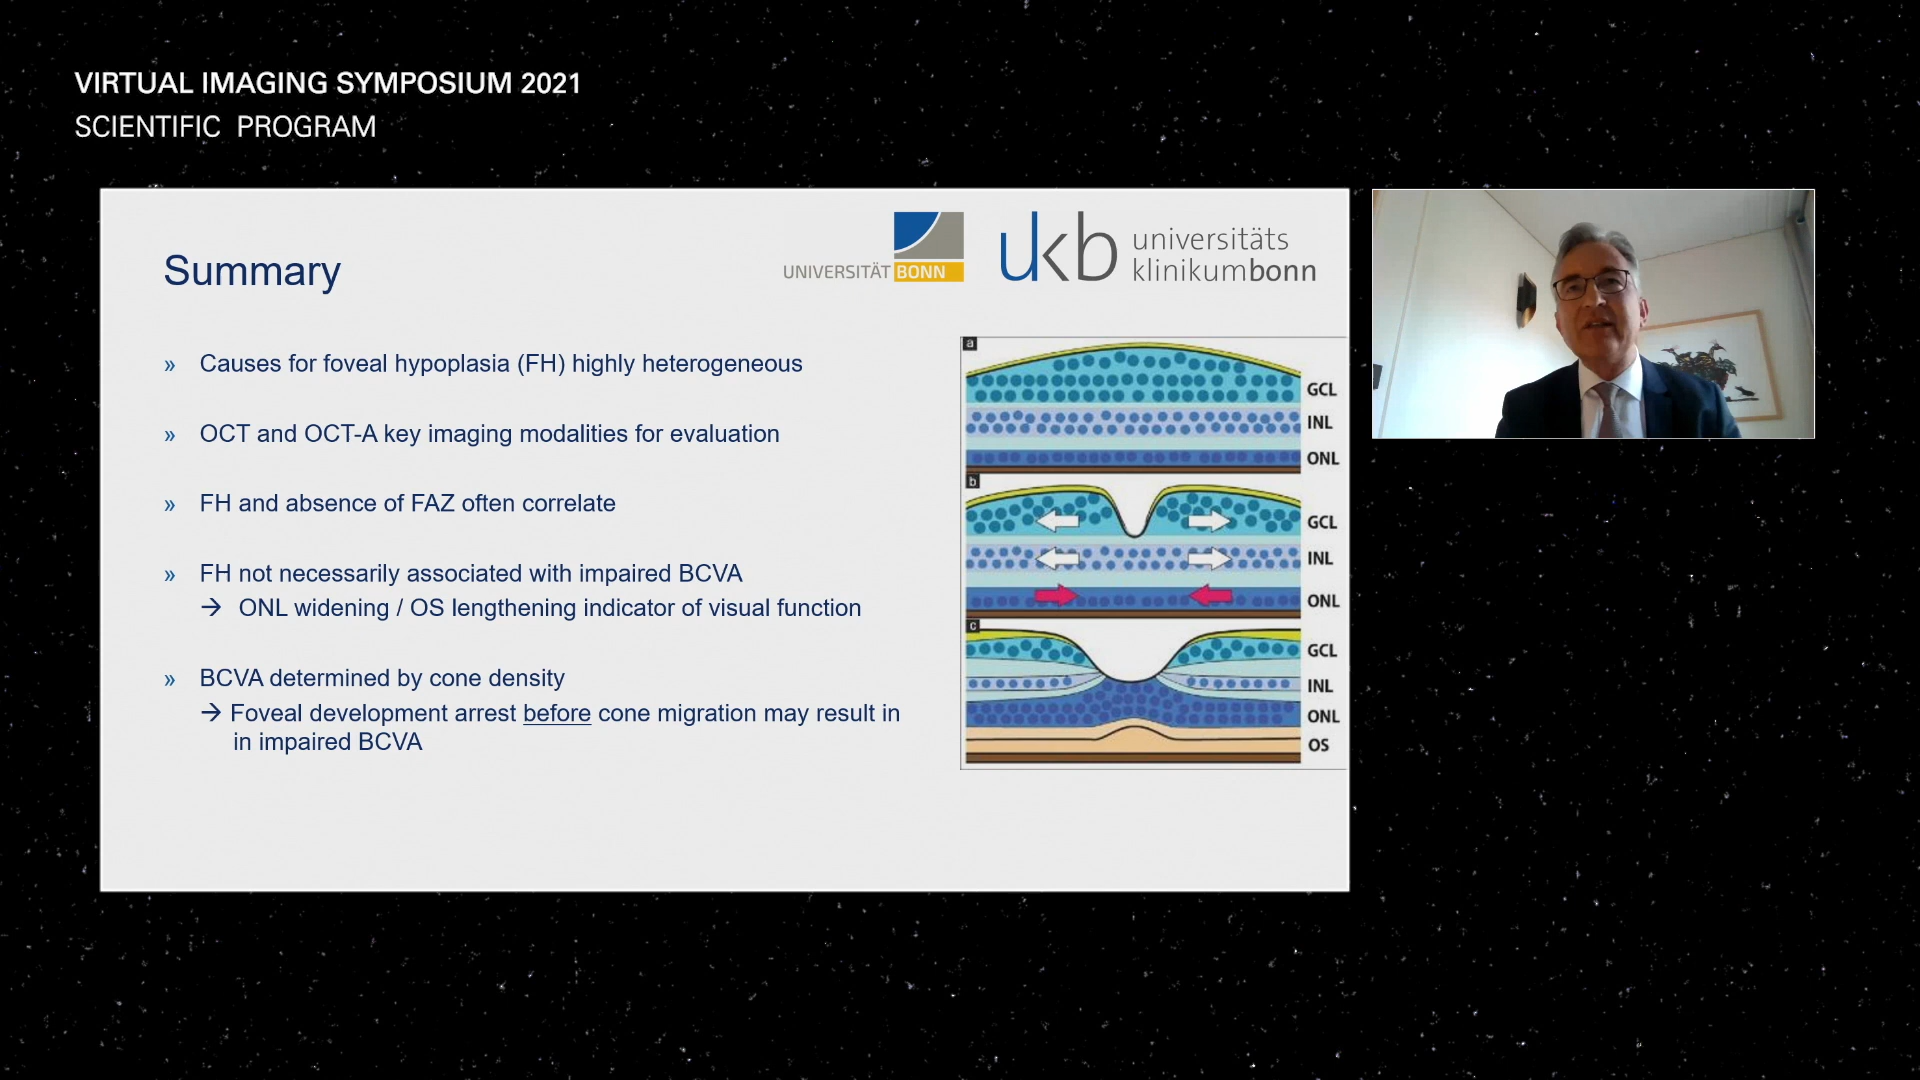 VIRTUAL IMAGING SYMPOSIUM 2021
SCIENTIFIC PROGRAM
UNIVERSITÄT BONN
ukb universitäts
klinikumbonn
Summary
» Causes for foveal hypoplasia (FH) highly heterogeneous
» OCT and OCT-A key imaging modalities for evaluation
» FH and absence of FAZ often correlate
» FH not necessarily associated with impaired BCVA
→ ONL widening / OS lengthening indicator of visual function
» BCVA determined by cone density
→ Foveal development arrest before cone migration may result in
in impaired BCVA
a
GCL
INL
ONL
b
GCL
INL
ONL
c
GCL
INL
ONL
OS